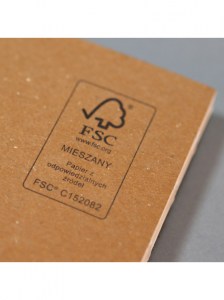 FSC
www.fsc.org
MIESZANY
Papier z
odpowiedzialnych
źródeł
FSC® C152082